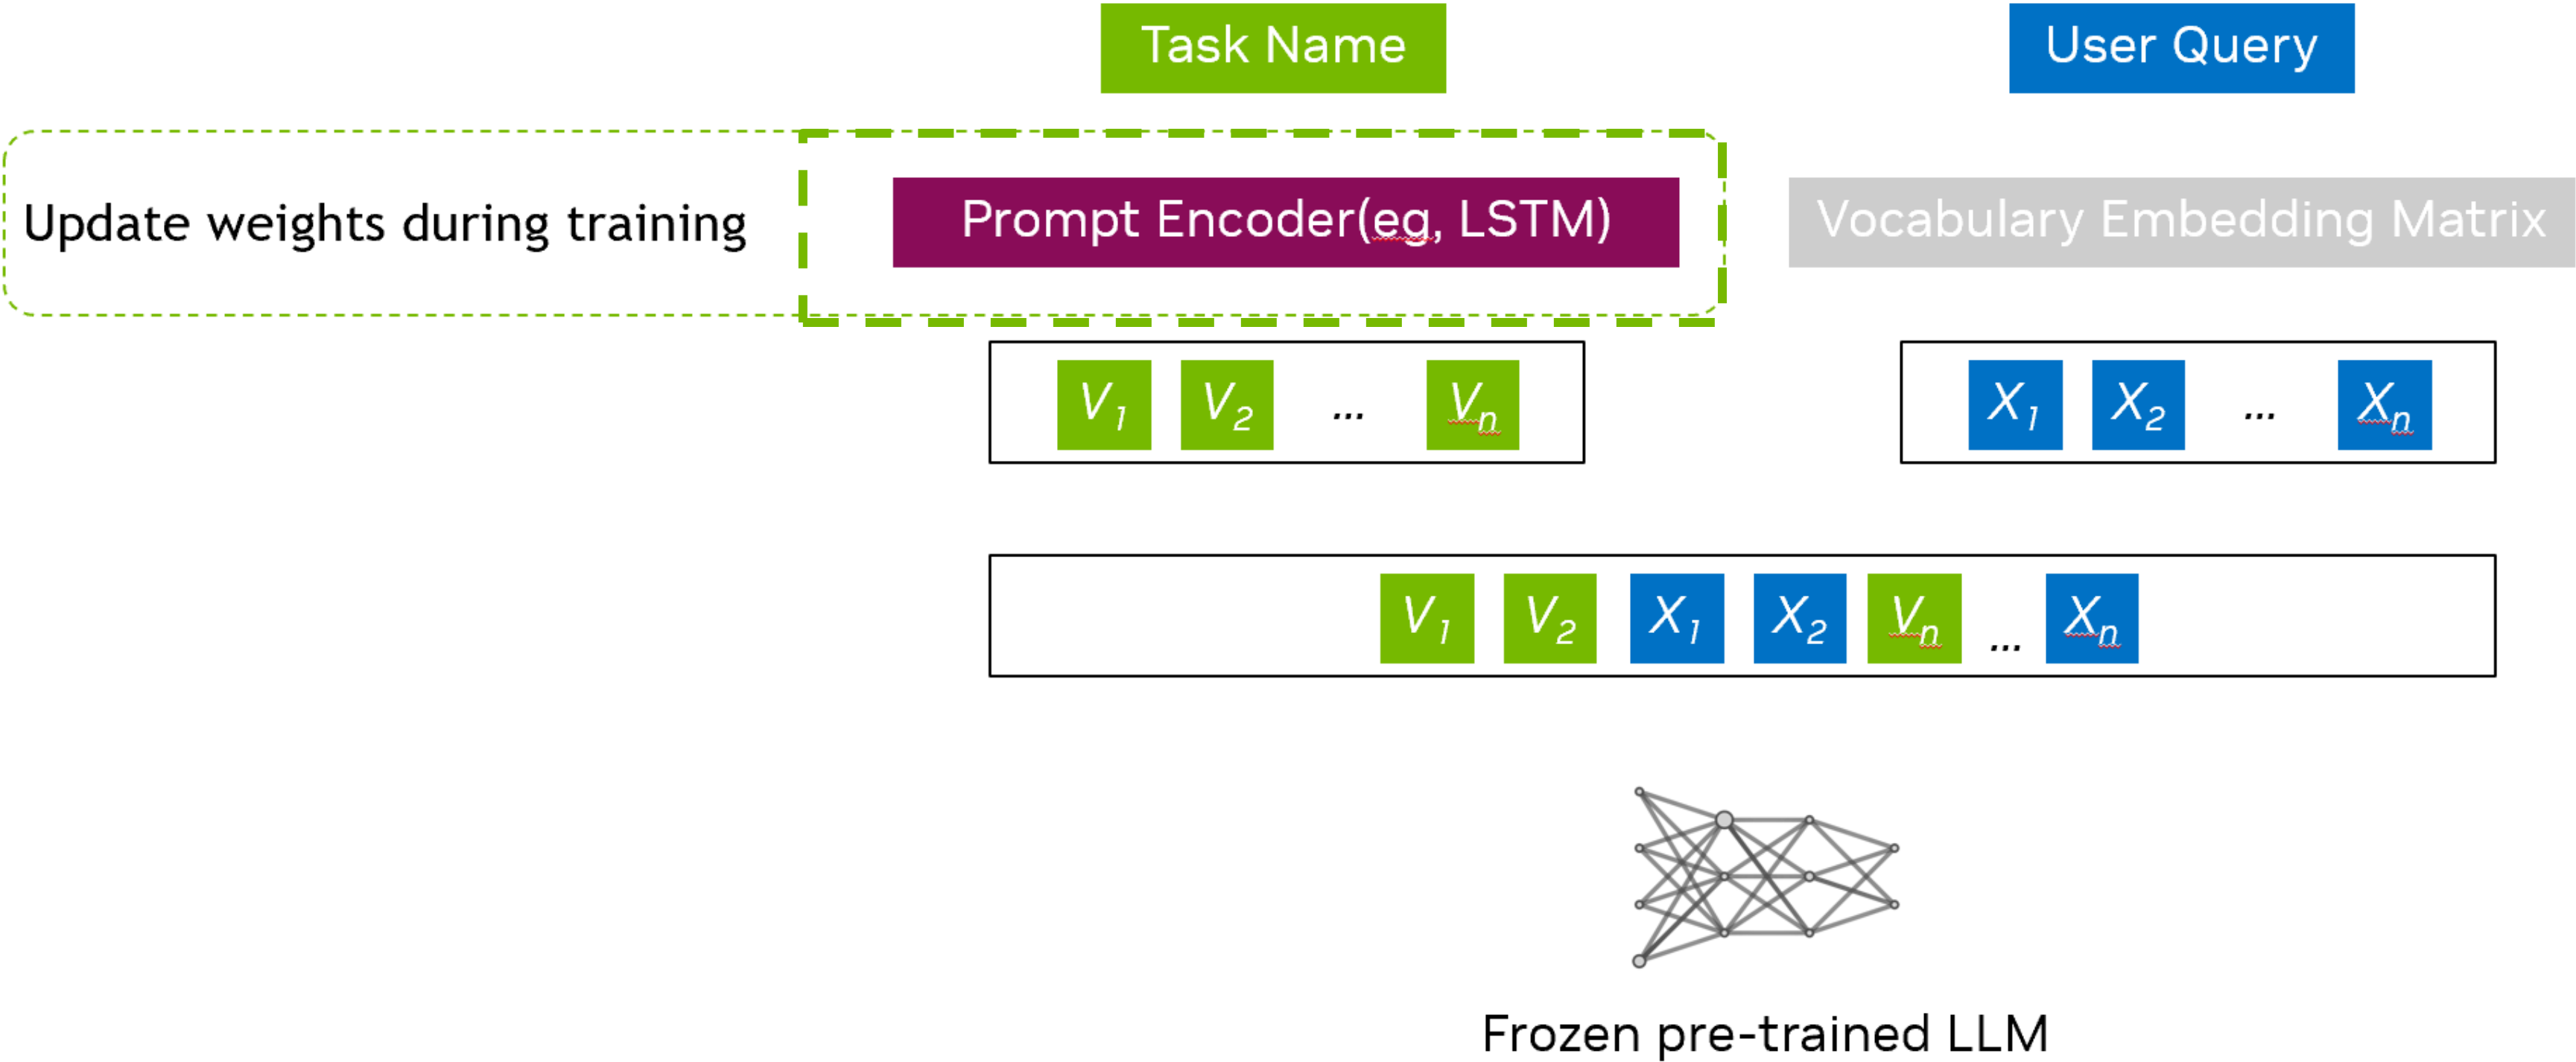 Task Name
User Query
Update weights during training
Prompt Encoder(eg, LSTM)
Vocabulary Embedding Matrix
V1 V2 ... Vn
X1 X2 ... Xn
V1 V2 X1 X2 Vn ... Xn
Frozen pre-trained LLM